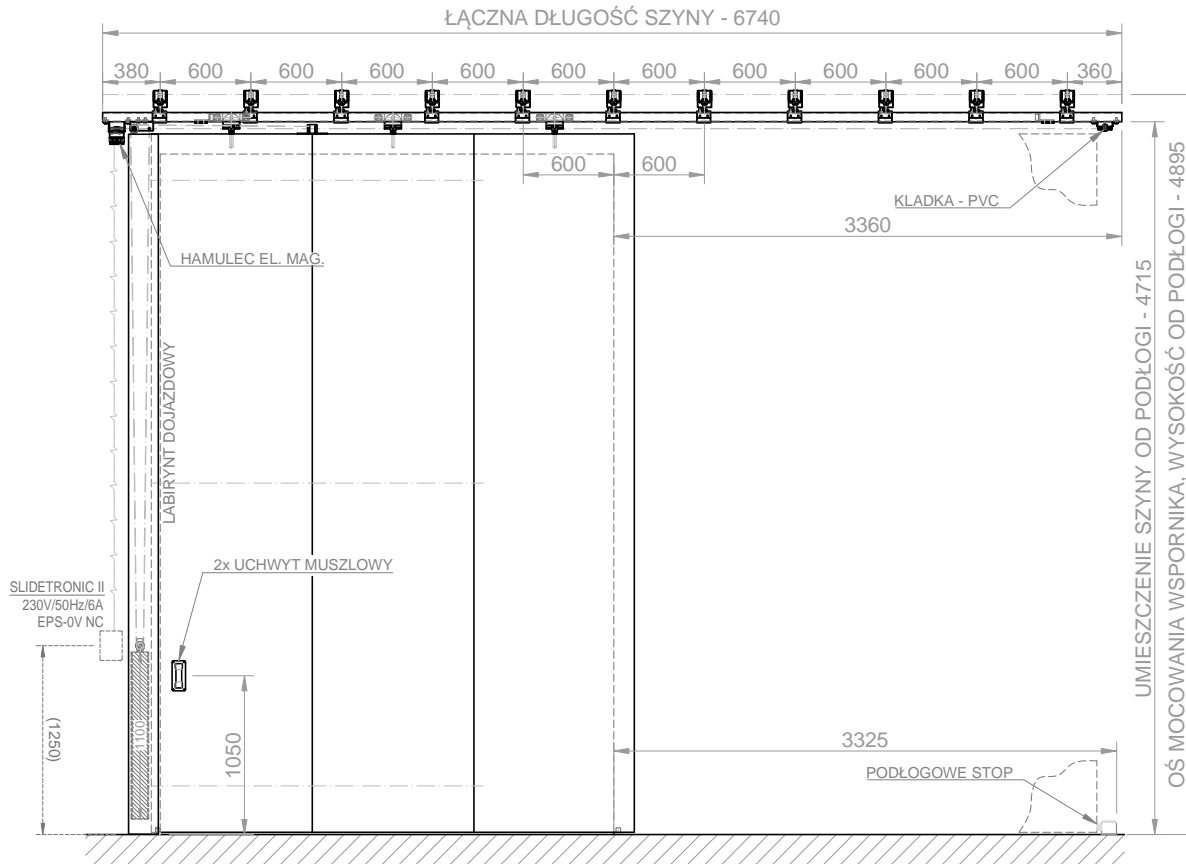 ŁĄCZNA DŁUGOŚĆ SZYNY - 6740
380 600 600 600 600 600 600 600 600 600 600 360
600 600
KLADKA - PVC
3360
HAMULEC EL. MAG.
UMIESZCZENIE SZYNY OD PODŁOGI - 4715
OŚ MOCOWANIA WSPORNIKA, WYSOKOŚĆ OD PODŁOGI - 4895
LABIRYNT DOJAZDOWY
2x UCHWYT MUSZLOWY
SLIDETRONIC II
230V/50Hz/6A
EPS-0V NC
(1250)
1100
1050
3325
PODŁOGOWE STOP